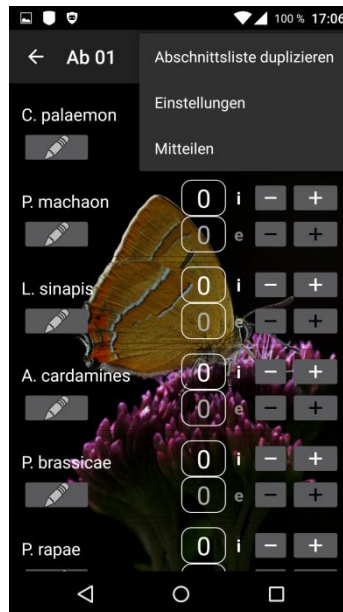 100 % 17:06
Ab 01
Abschnittsliste duplizieren
Einstellungen
Mitteilen
C. palaemon
P. machaon 0 i − +
0 e − +
L. sinapis 0 i − +
0 e − +
A. cardamines 0 i − +
0 e − +
P. brassicae 0 i − +
0 e − +
P. rapae 0 i − +